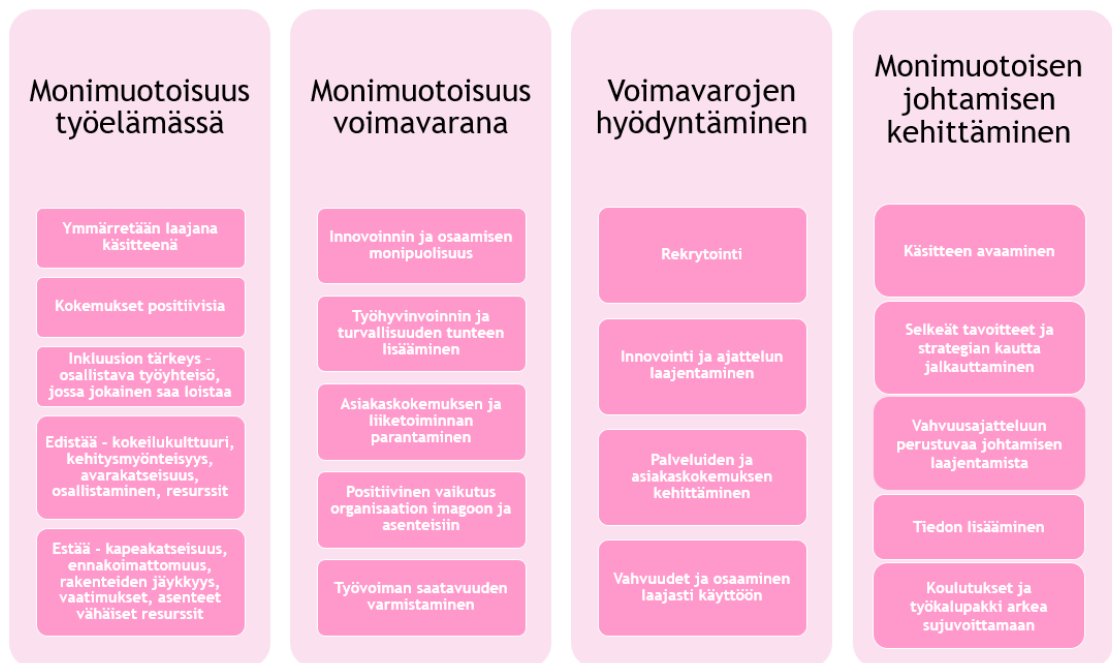 Monimuotoisuus
työelämässä
Ymmärretään laajana
käsitteenä
Kokemukset positiivisia
Inkluusion tärkeys –
osallistava työyhteisö,
jossa jokainen saa loistaa
Edistää - kokeilukulttuuri,
kehitysmyönteisyys,
avarakatseisuus,
osallistaminen, resurssit
Estää - kapeakatseisuus,
ennakoimattomuus,
rakenteiden jäykkyys,
vaatimukset, asenteet
vähäiset resurssit
Monimuotoisuus
voimavarana
Innovoinnin ja osaamisen
monipuolisuus
Työhyvinvoinnin ja
turvallisuuden tunteen
lisääminen
Asiakaskokemuksen ja
liiketoiminnan
parantaminen
Positiivinen vaikutus
organisaation imagoon ja
asenteisiin
Työvoiman saatavuuden
varmistaminen
Voimavarojen
hyödyntäminen
Rekrytointi
Innovointi ja ajattelun
laajentaminen
Palveluiden ja
asiakaskokemuksen
kehittäminen
Vahvuudet ja osaaminen
laajasti käyttöön
Monimuotoisen
johtamisen
kehittäminen
Käsitteen avaaminen
Selkeät tavoitteet ja
strategian kautta
jalkauttaminen
Vahvuusajatteluun
perustuvaa johtamisen
laajentamista
Tiedon lisääminen
Koulutukset ja
työkalupakki arkea
sujuvoittamaan